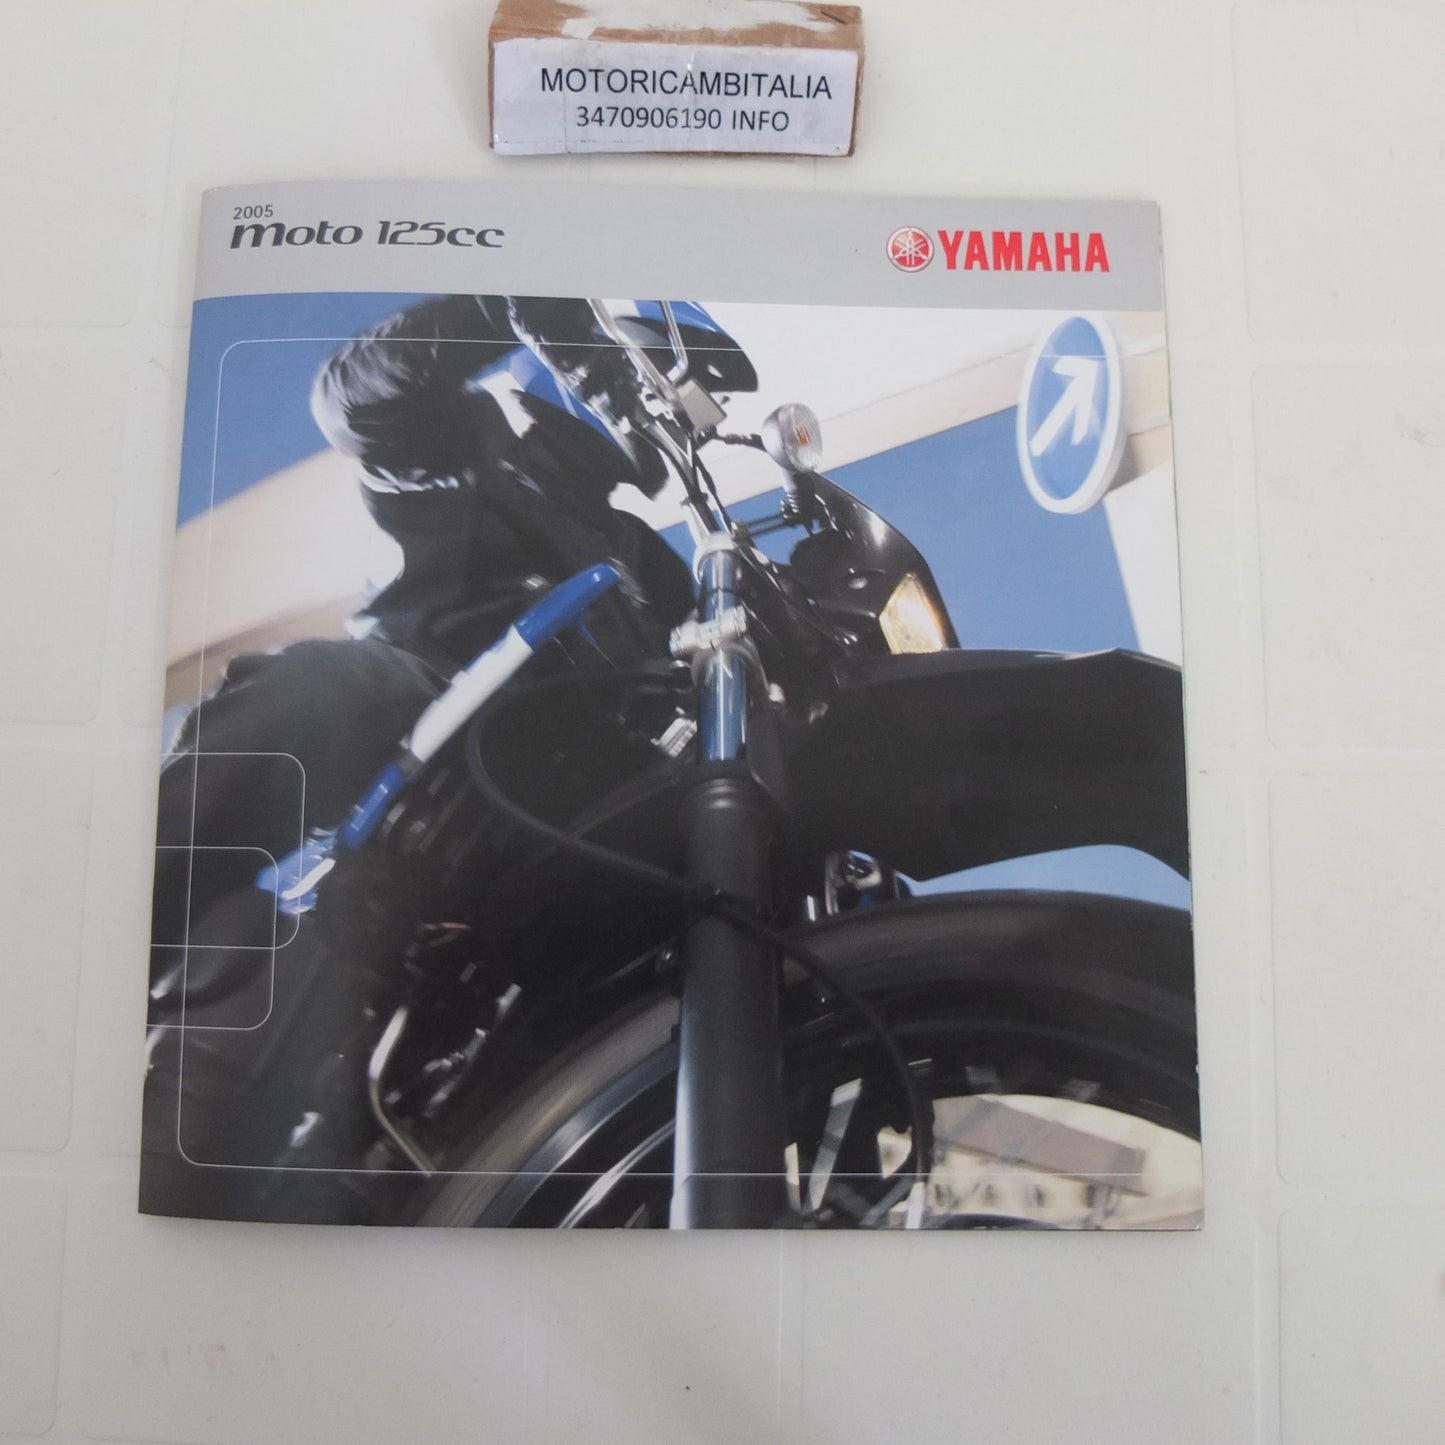 MOTORICAMBITALIA
3470906190 INFO
2005
moto 125cc
YAMAHA